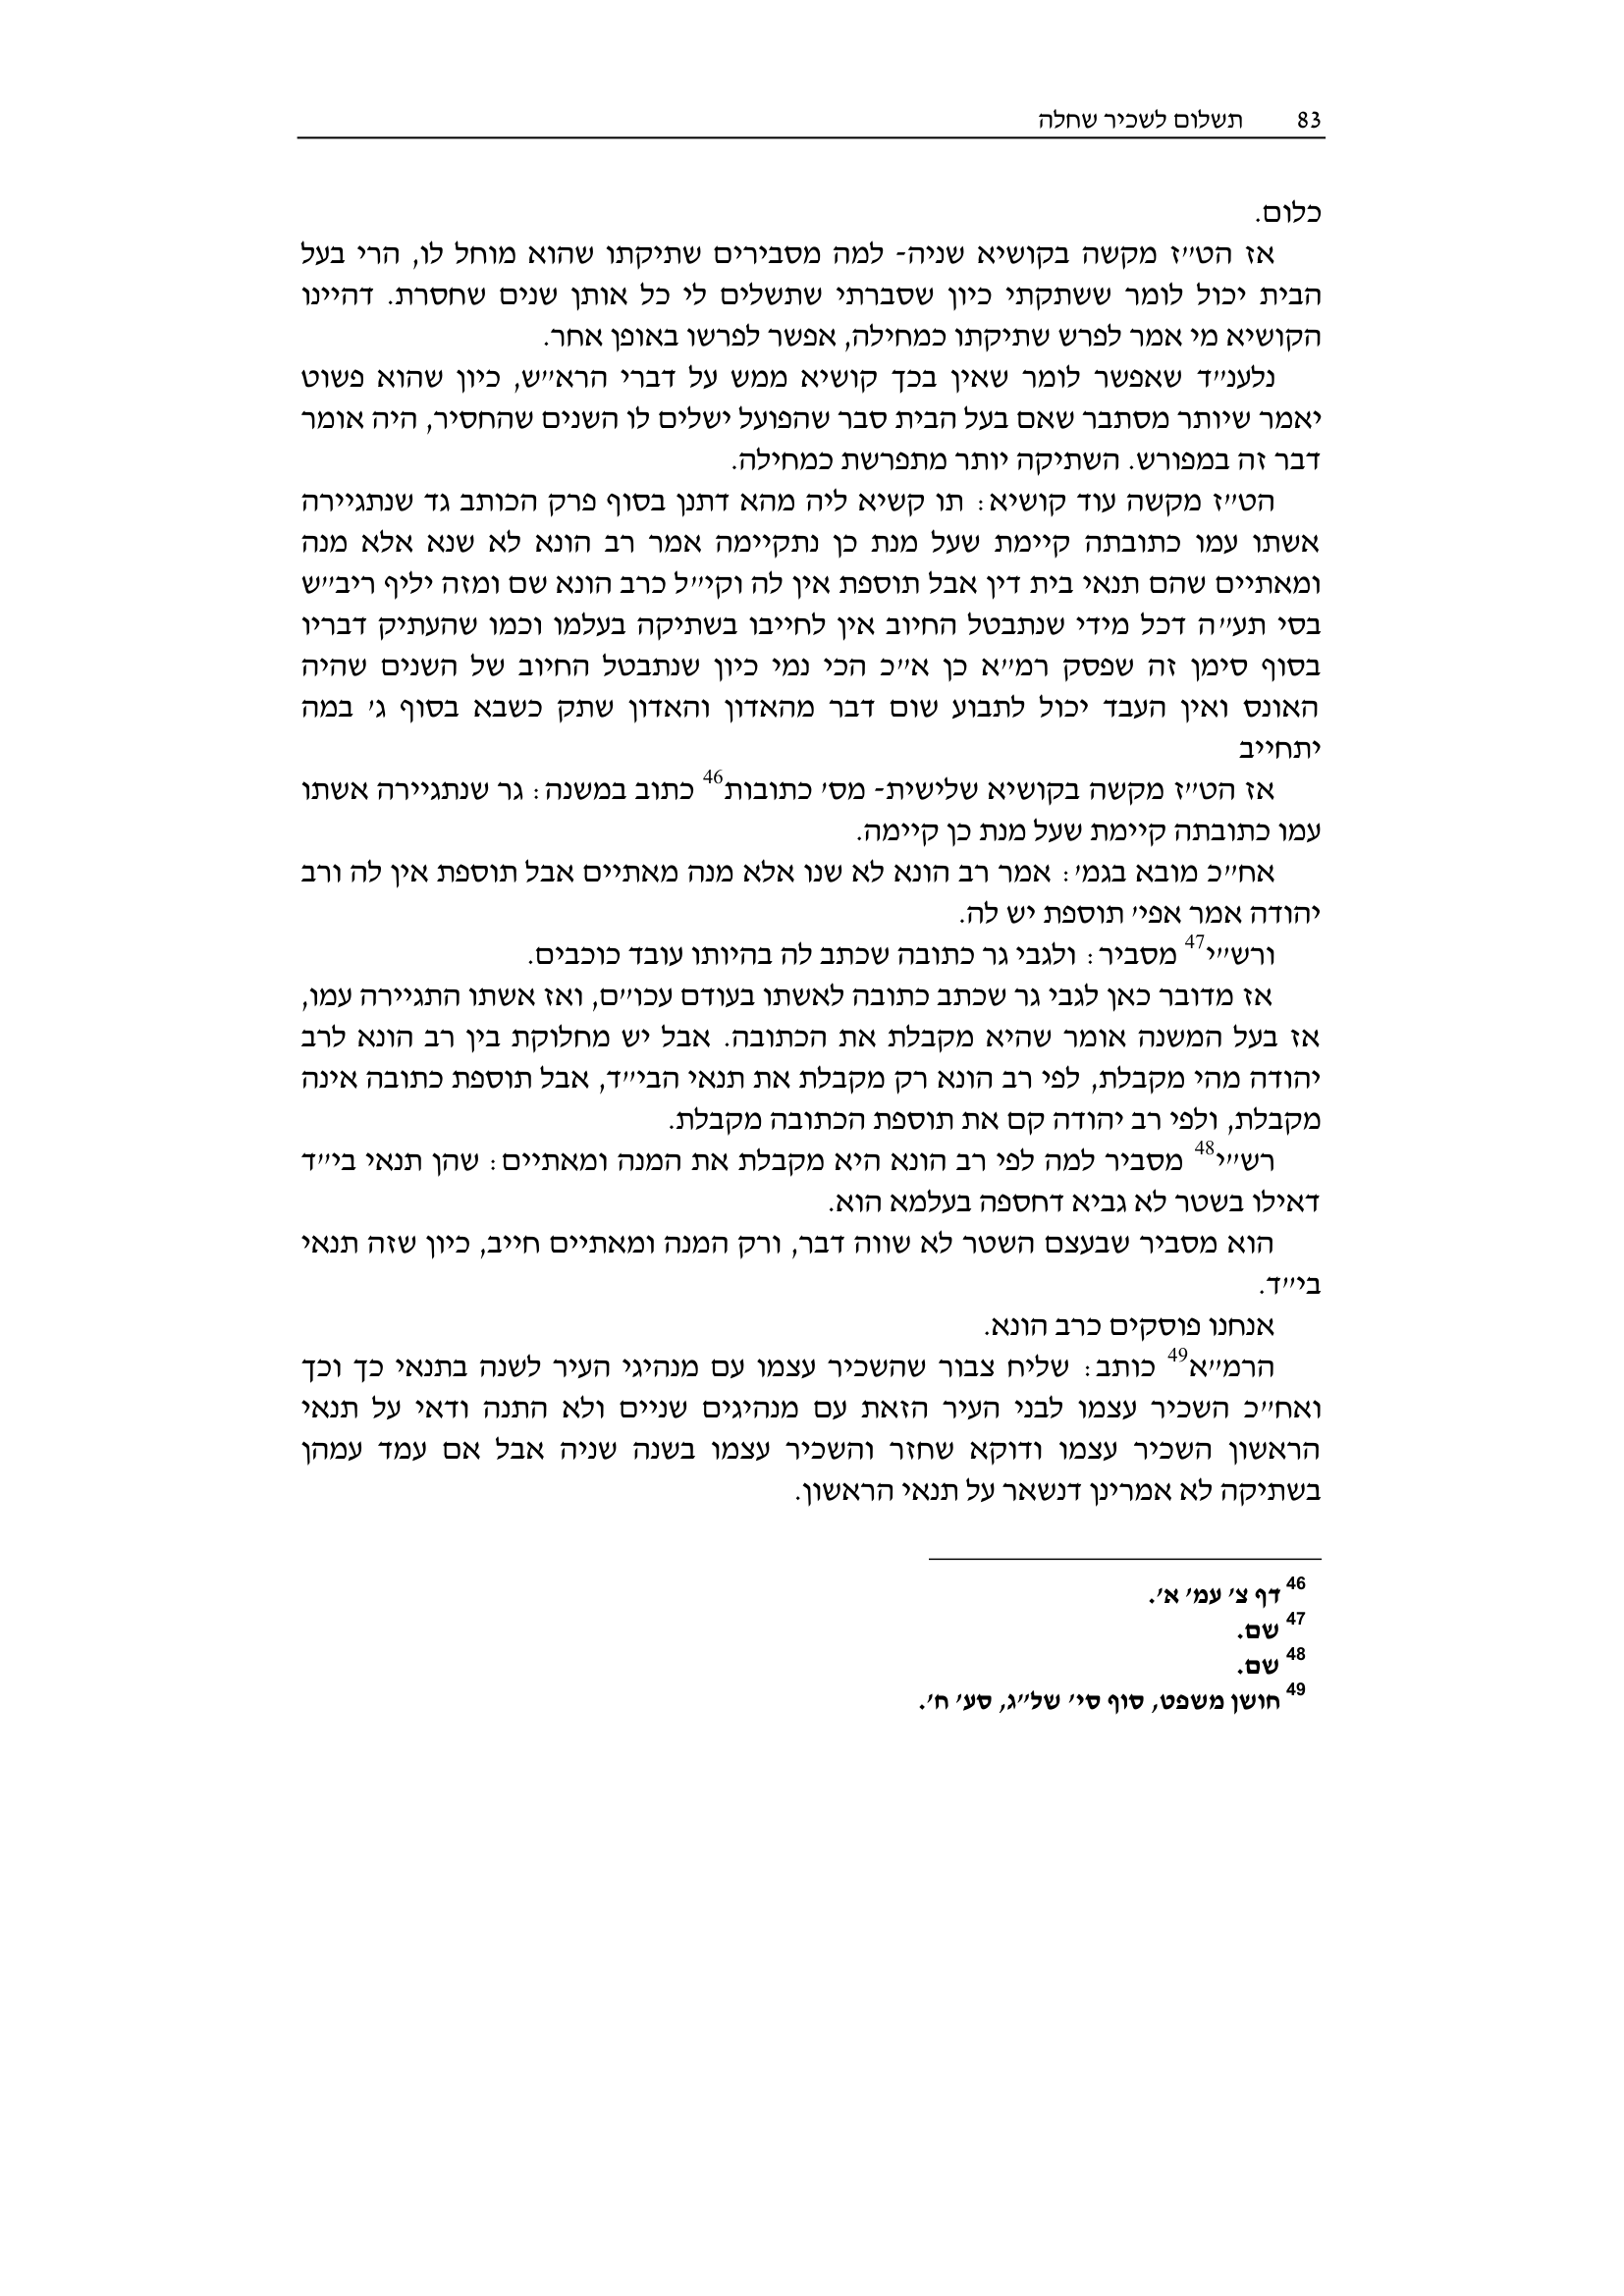 83 תשלום לשכיר שחלה
כלום.
אז הט״ז מקשה בקושיא שניה- למה מסבירים שתיקתו שהוא מוחל לו, הרי בעל
הבית יכול לומר ששתקתי כיון שסברתי שתשלים לי כל אותן שנים שחסרת. דהיינו
הקושיא מי אמר לפרש שתיקתו כמחילה, אפשר לפרשו באופן אחר.
נלענ״ד שאפשר לומר שאין בכך קושיא ממש על דברי הרא״ש, כיון שהוא פשוט
יאמר שיותר מסתבר שאם בעל הבית סבר שהפועל ישלים לו השנים שהחסיר, היה אומר
דבר זה במפורש. השתיקה יותר מתפרשת כמחילה.
הט״ז מקשה עוד קושיא: תו קשיא ליה מהא דתנן בסוף פרק הכותב גד שנתגיירה
אשתו עמו כתובתה קיימת שעל מנת כן נתקיימה אמר רב הונא לא שנא אלא מנה
ומאתיים שהם תנאי בית דין אבל תוספת אין לה וקי״ל כרב הונא שם ומזה יליף ריב״ש
בסי תע״ה דכל מידי שנתבטל החיוב אין לחייבו בשתיקה בעלמו וכמו שהעתיק דבריו
בסוף סימן זה שפסק רמ״א כן א״כ הכי נמי כיון שנתבטל החיוב של השנים שהיה
האונס ואין העבד יכול לתבוע שום דבר מהאדון והאדון שתק כשבא בסוף ג׳ במה
יתחייב
אז הט״ז מקשה בקושיא שלישית- מס׳ כתובות46 כתוב במשנה: גר שנתגיירה אשתו
עמו כתובתה קיימת שעל מנת כן קיימה.
אח״כ מובא בגמ׳: אמר רב הונא לא שנו אלא מנה מאתיים אבל תוספת אין לה ורב
יהודה אמר אפי׳ תוספת יש לה.
ורש״י47 מסביר: ולגבי גר כתובה שכתב לה בהיותו עובד כוכבים.
אז מדובר כאן לגבי גר שכתב כתובה לאשתו בעודם עכו״ם, ואז אשתו התגיירה עמו,
אז בעל המשנה אומר שהיא מקבלת את הכתובה. אבל יש מחלוקת בין רב הונא לרב
יהודה מהי מקבלת, לפי רב הונא רק מקבלת את תנאי הבי״ד, אבל תוספת כתובה אינה
מקבלת, ולפי רב יהודה קם את תוספת הכתובה מקבלת.
רש״י48 מסביר למה לפי רב הונא היא מקבלת את המנה ומאתיים: שהן תנאי בי״ד
דאילו בשטר לא גביא דחספה בעלמא הוא.
הוא מסביר שבעצם השטר לא שווה דבר, ורק המנה ומאתיים חייב, כיון שזה תנאי
בי״ד.
אנחנו פוסקים כרב הונא.
הרמ״א49 כותב: שליח צבור שהשכיר עצמו עם מנהיגי העיר לשנה בתנאי כך וכך
ואח״כ השכיר עצמו לבני העיר הזאת עם מנהיגים שניים ולא התנה ודאי על תנאי
הראשון השכיר עצמו ודוקא שחזר והשכיר עצמו בשנה שניה אבל אם עמד עמהן
בשתיקה לא אמרינן דנשאר על תנאי הראשון.
46 דף צ׳ עמ׳ א׳.
47 שם.
48 שם.
49 חושן משפט, סוף סי׳ של״ג, סע׳ ח׳.